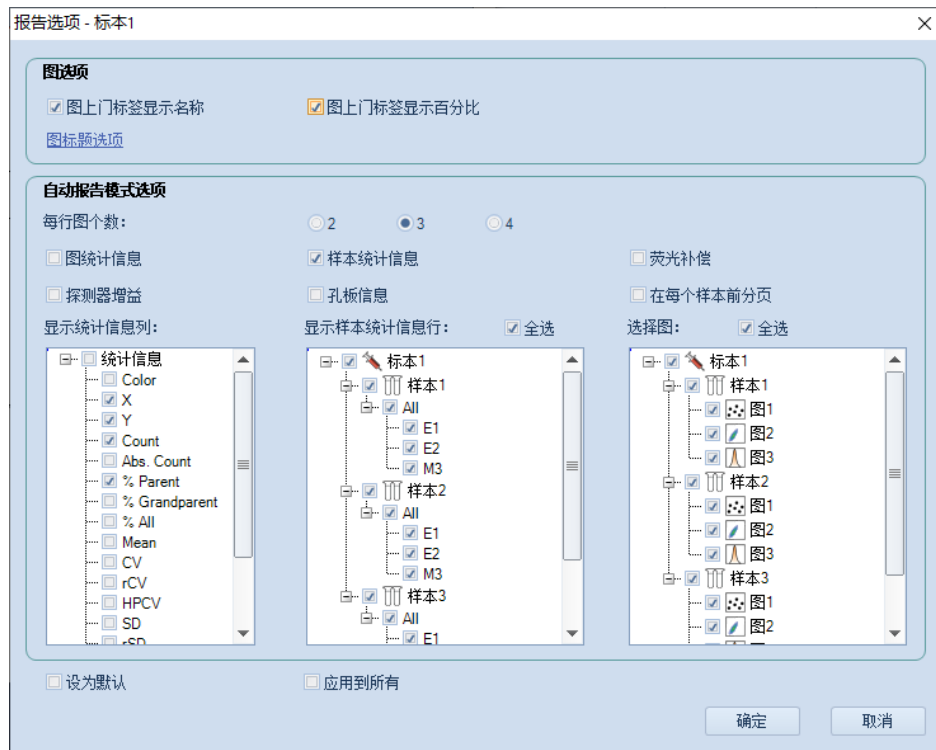 报告选项 - 标本1
图选项
图上门标签显示名称 图上门标签显示百分比
图标题选项
自动报告模式选项
每行图个数: 2 3 4
图统计信息 样本统计信息 荧光补偿
探测器增益 孔板信息 在每个样本前分页
显示统计信息列: 显示样本统计信息行: 全选 选择图: 全选
统计信息
Color
X
Y
Count
Abs. Count
% Parent
% Grandparent
% All
Mean
CV
rCV
HPCV
SD
rSD
标本1
样本1
All
E1
E2
M3
样本2
All
E1
E2
M3
样本3
All
E1
标本1
样本1
图1
图2
图3
样本2
图1
图2
图3
样本3
图1
图2
设为默认 应用到所有
确定 取消